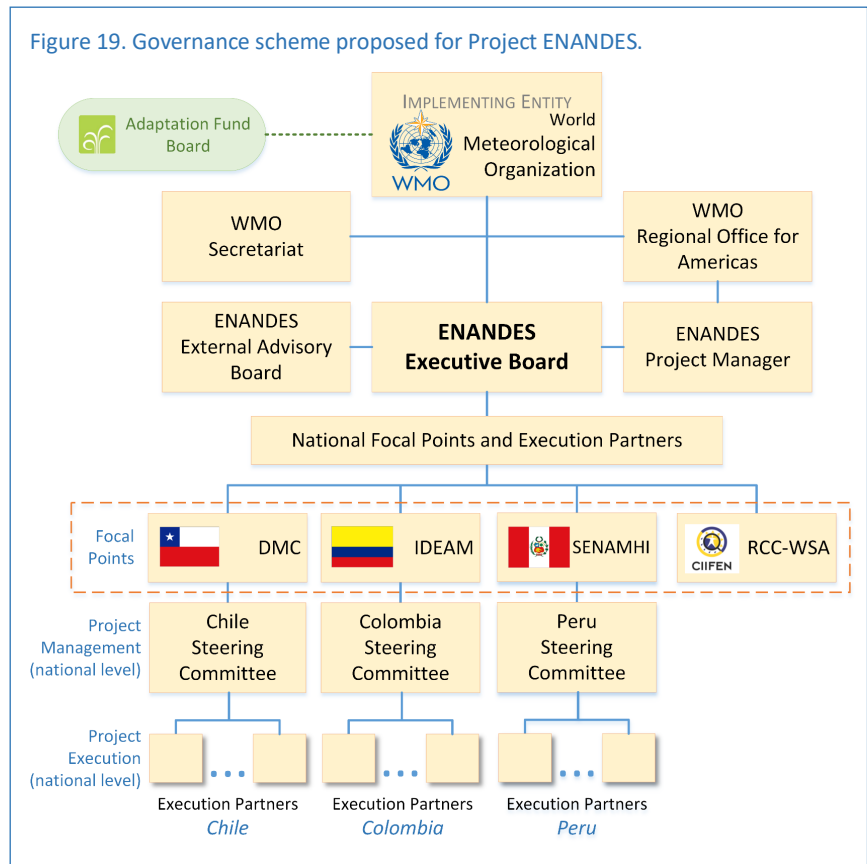 Figure 19. Governance scheme proposed for Project ENANDES.
Adaptation Fund
Board
IMPLEMENTING ENTITY
World
Meteorological
Organization
WMO
WMO
Secretariat
WMO
Regional Office for
Americas
ENANDES
External Advisory
Board
ENANDES
Executive Board
ENANDES
Project Manager
National Focal Points and Execution Partners
Focal
Points
DMC
IDEAM
SENAMHI
CIIFEN
RCC-WSA
Project
Management
(national level)
Chile
Steering
Committee
Colombia
Steering
Committee
Peru
Steering
Committee
Project
Execution
(national level)
...
...
...
Execution Partners
Chile
Execution Partners
Colombia
Execution Partners
Peru